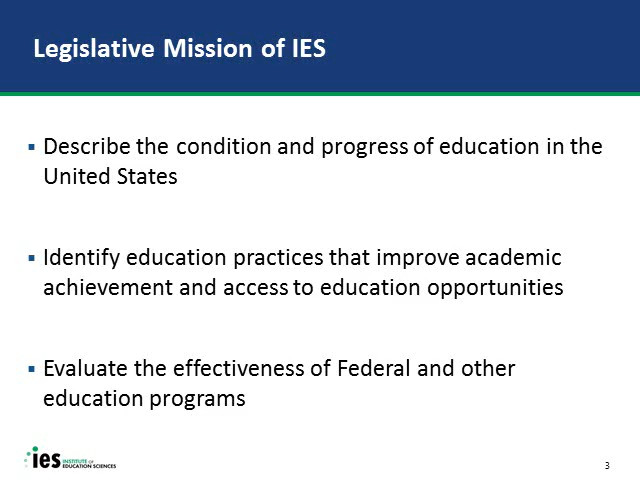 Legislative Mission of IES
▪ Describe the condition and progress of education in the
United States
▪ Identify education practices that improve academic
achievement and access to education opportunities
▪ Evaluate the effectiveness of Federal and other
education programs
ies INSTITUTE OF
EDUCATION SCIENCES
3